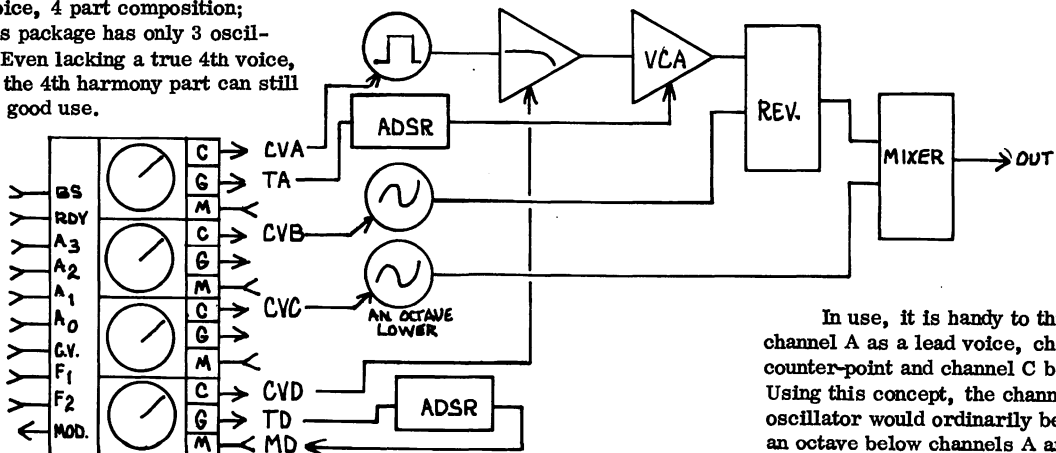 oice, 4 part composition;
s package has only 3 oscil-
Even lacking a true 4th voice,
the 4th harmony part can still
good use.
VCA
ADSR
REV.
MIXER
OUT
BS
RDY
A3
A2
A1
A0
C.V.
F1
F2
MOD.
C
G
M
C
G
M
C
G
M
C
G
M
CVA
TA
CVB
CVC
AN OCTAVE
LOWER
CVD
TD
MD
ADSR
In use, it is handy to th
channel A as a lead voice, ch
counter-point and channel C b
Using this concept, the chann
oscillator would ordinarily be
an octave below channels A a